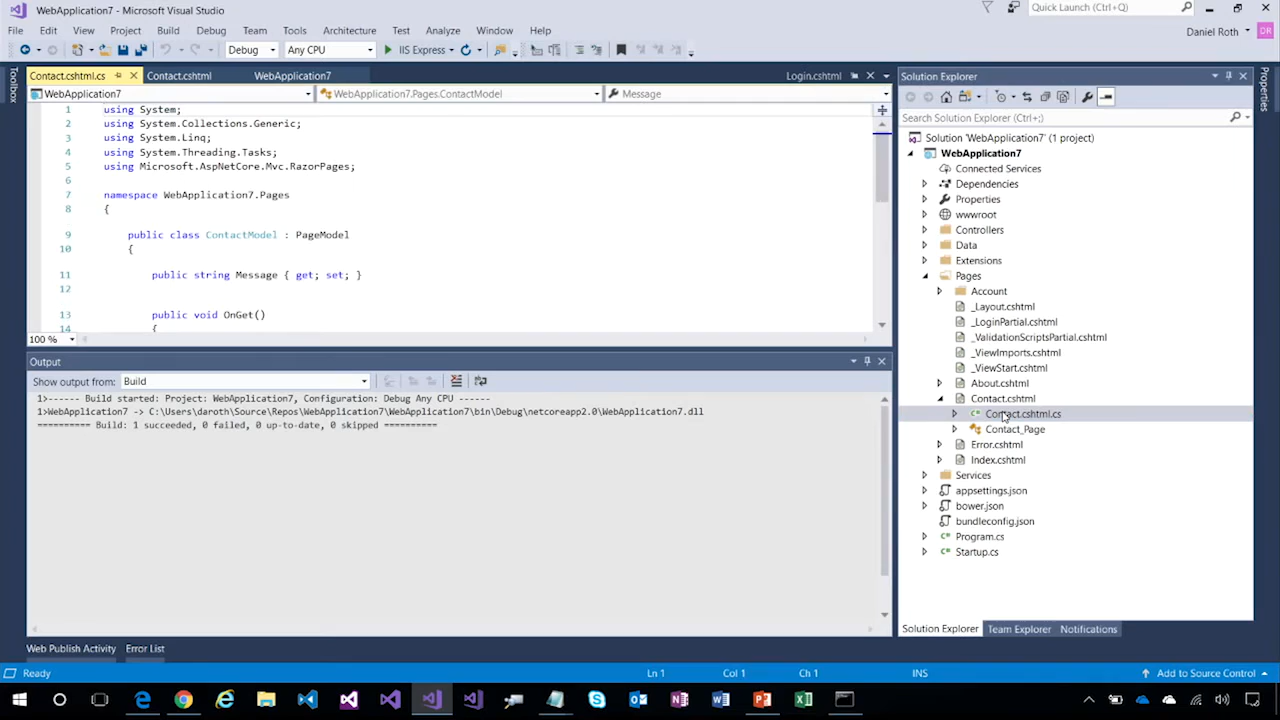 WebApplication7 - Microsoft Visual Studio
Quick Launch (Ctrl+Q)
File Edit View Project Build Debug Team Tools Architecture Test Analyze Window Help
Daniel Roth DR
Debug Any CPU IIS Express
Toolbox
Contact.cshtml.cs Contact.cshtml WebApplication7 Login.cshtml
WebApplication7 WebApplication7.Pages.ContactModel Message
1 using System;
2 using System.Collections.Generic;
3 using System.Linq;
4 using System.Threading.Tasks;
5 using Microsoft.AspNetCore.Mvc.RazorPages;
6
7 namespace WebApplication7.Pages
8 {
9 public class ContactModel : PageModel
10 {
11 public string Message { get; set; }
12
13 public void OnGet()
14 {
100 %
Output
Show output from: Build
1>------ Build started: Project: WebApplication7, Configuration: Debug Any CPU ------
1>WebApplication7 -> C:\Users\daroth\Source\Repos\WebApplication7\WebApplication7\bin\Debug\netcoreapp2.0\WebApplication7.dll
========== Build: 1 succeeded, 0 failed, 0 up-to-date, 0 skipped ==========
Web Publish Activity Error List
Solution Explorer
Search Solution Explorer (Ctrl+;)
Solution 'WebApplication7' (1 project)
WebApplication7
Connected Services
Dependencies
Properties
wwwroot
Controllers
Data
Extensions
Pages
Account
_Layout.cshtml
_LoginPartial.cshtml
_ValidationScriptsPartial.cshtml
_ViewImports.cshtml
_ViewStart.cshtml
About.cshtml
Contact.cshtml
Contact.cshtml.cs
Contact_Page
Error.cshtml
Index.cshtml
Services
appsettings.json
bower.json
bundleconfig.json
Program.cs
Startup.cs
Solution Explorer Team Explorer Notifications
Properties
Ready Ln 1 Col 1 Ch 1 INS Add to Source Control